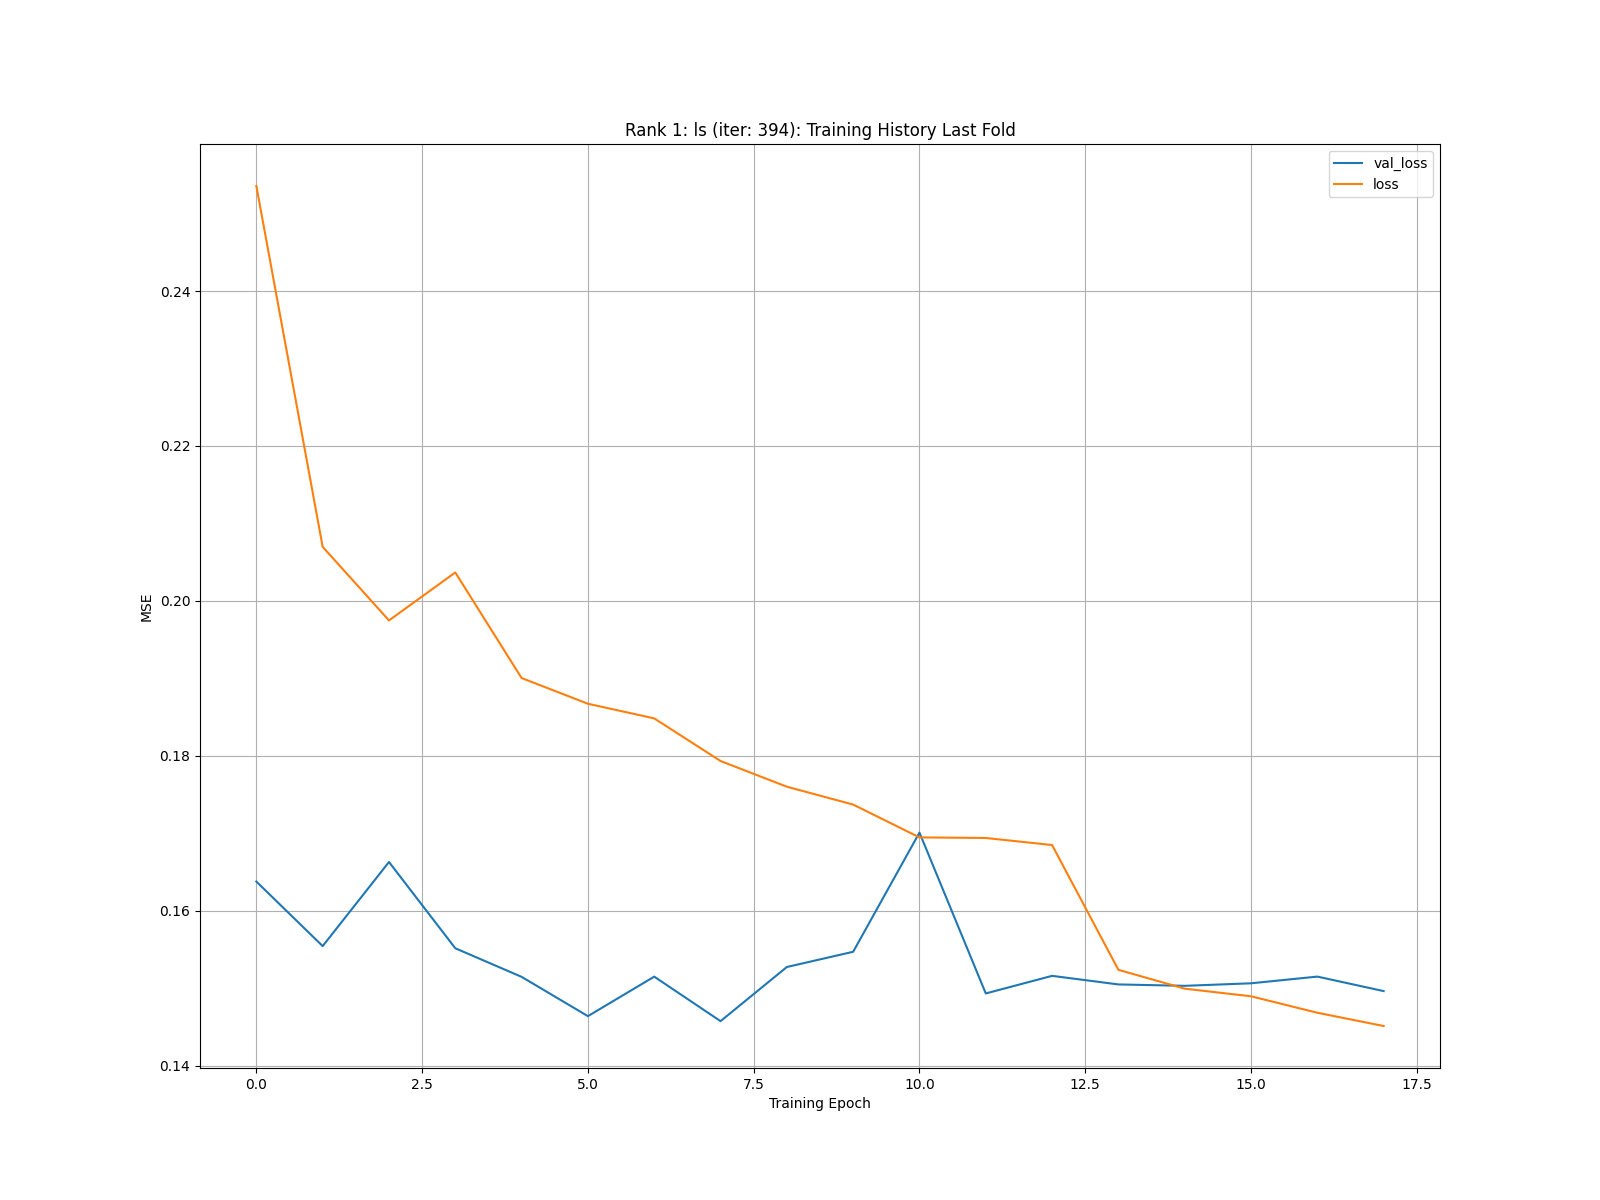 Rank 1: ls (iter: 394): Training History Last Fold
val_loss
loss
MSE
0.24
0.22
0.20
0.18
0.16
0.14
0.0 2.5 5.0 7.5 10.0 12.5 15.0 17.5
Training Epoch